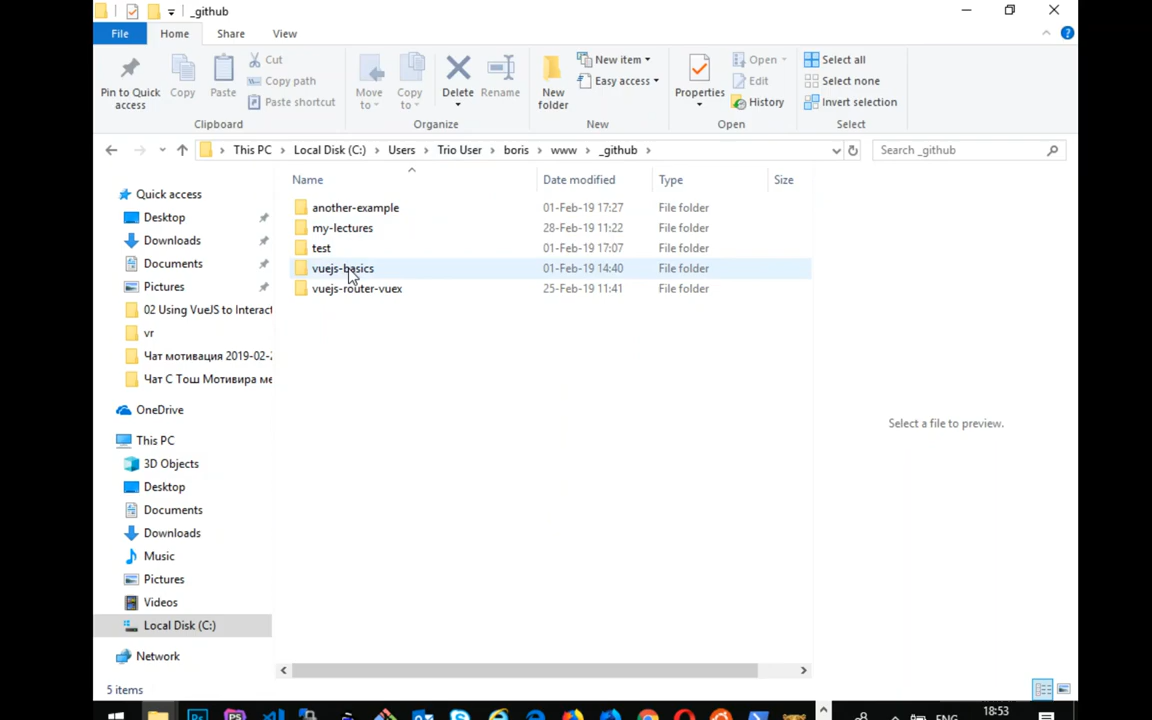 _github
File Home Share View
Pin to Quick access
Copy
Paste
Cut
Copy path
Paste shortcut
Clipboard
Move to
Copy to
Delete
Rename
Organize
New folder
New item
Easy access
New
Properties
Open
Edit
History
Open
Select all
Select none
Invert selection
Select
This PC › Local Disk (C:) › Users › Trio User › boris › www › _github ›
Search _github
Name Date modified Type Size
another-example 01-Feb-19 17:27 File folder
my-lectures 28-Feb-19 11:22 File folder
test 01-Feb-19 17:07 File folder
vuejs-basics 01-Feb-19 14:40 File folder
vuejs-router-vuex 25-Feb-19 11:41 File folder
Quick access
Desktop
Downloads
Documents
Pictures
02 Using VueJS to Interact
vr
Чат мотивация 2019-02-2
Чат С Тош Мотивира ме
OneDrive
This PC
3D Objects
Desktop
Documents
Downloads
Music
Pictures
Videos
Local Disk (C:)
Network
Select a file to preview.
5 items
ENG
18:53